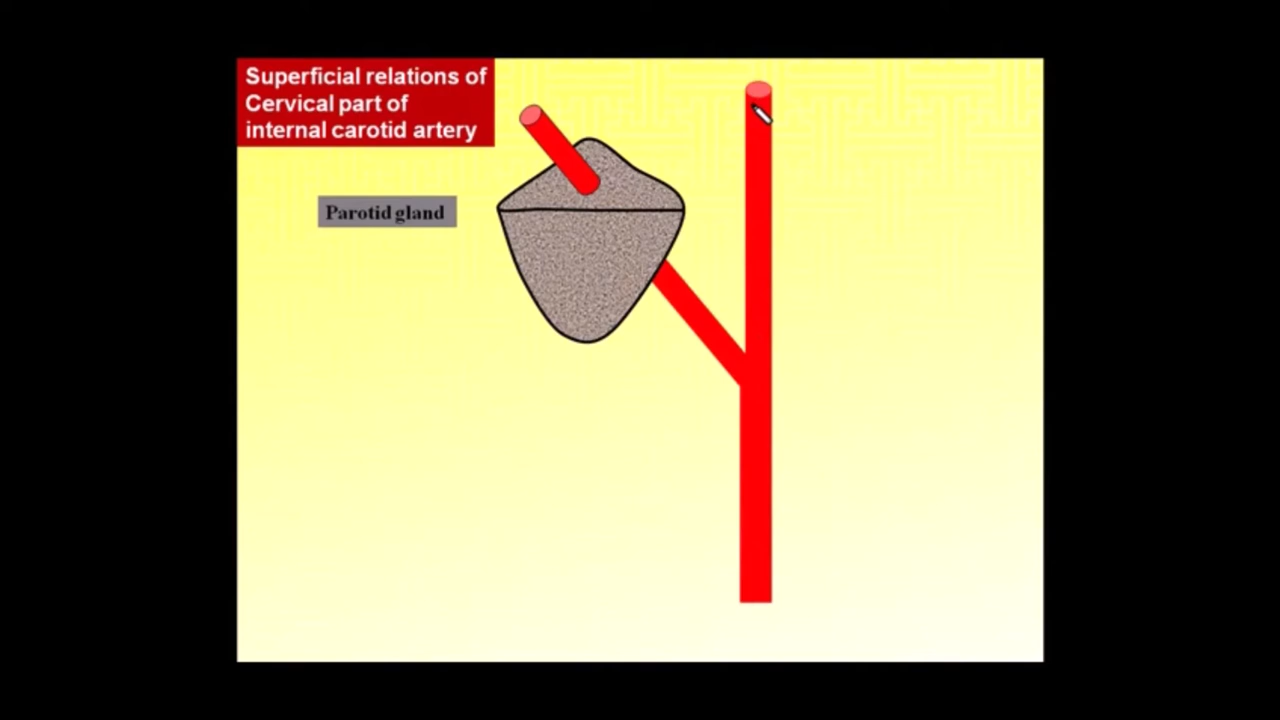 Superficial relations of
Cervical part of
internal carotid artery
Parotid gland